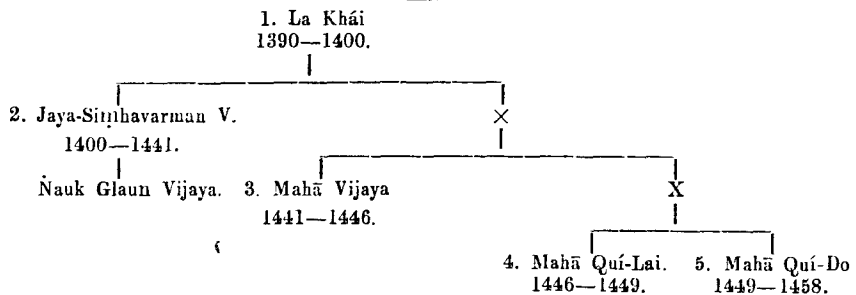 1. La Khái
1390—1400.
2. Jaya-Siṃhavarman V. ×
1400—1441.
Ṅauk Glaun Vijaya. 3. Mahā Vijaya X
1441—1446.
4. Mahā Quí-Lai. 5. Mahā Quí-Do
1446—1449. 1449—1458.